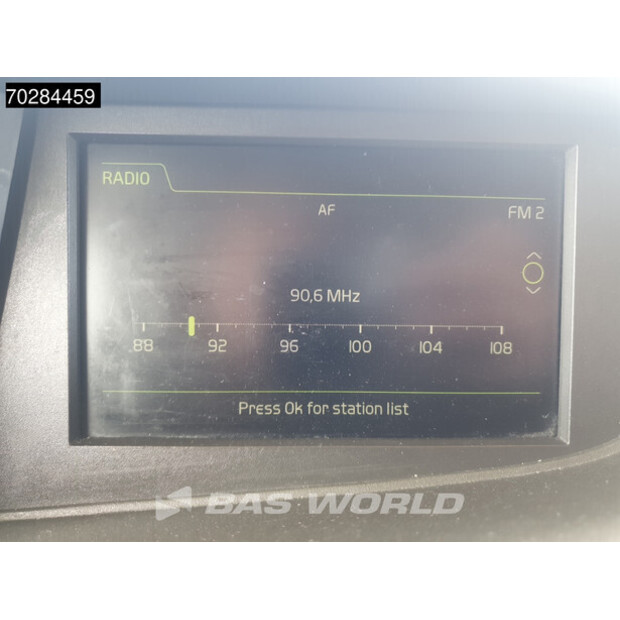 70284459
RADIO
AF FM 2
90,6 MHz
88 92 96 100 104 108
Press Ok for station list
BAS WORLD